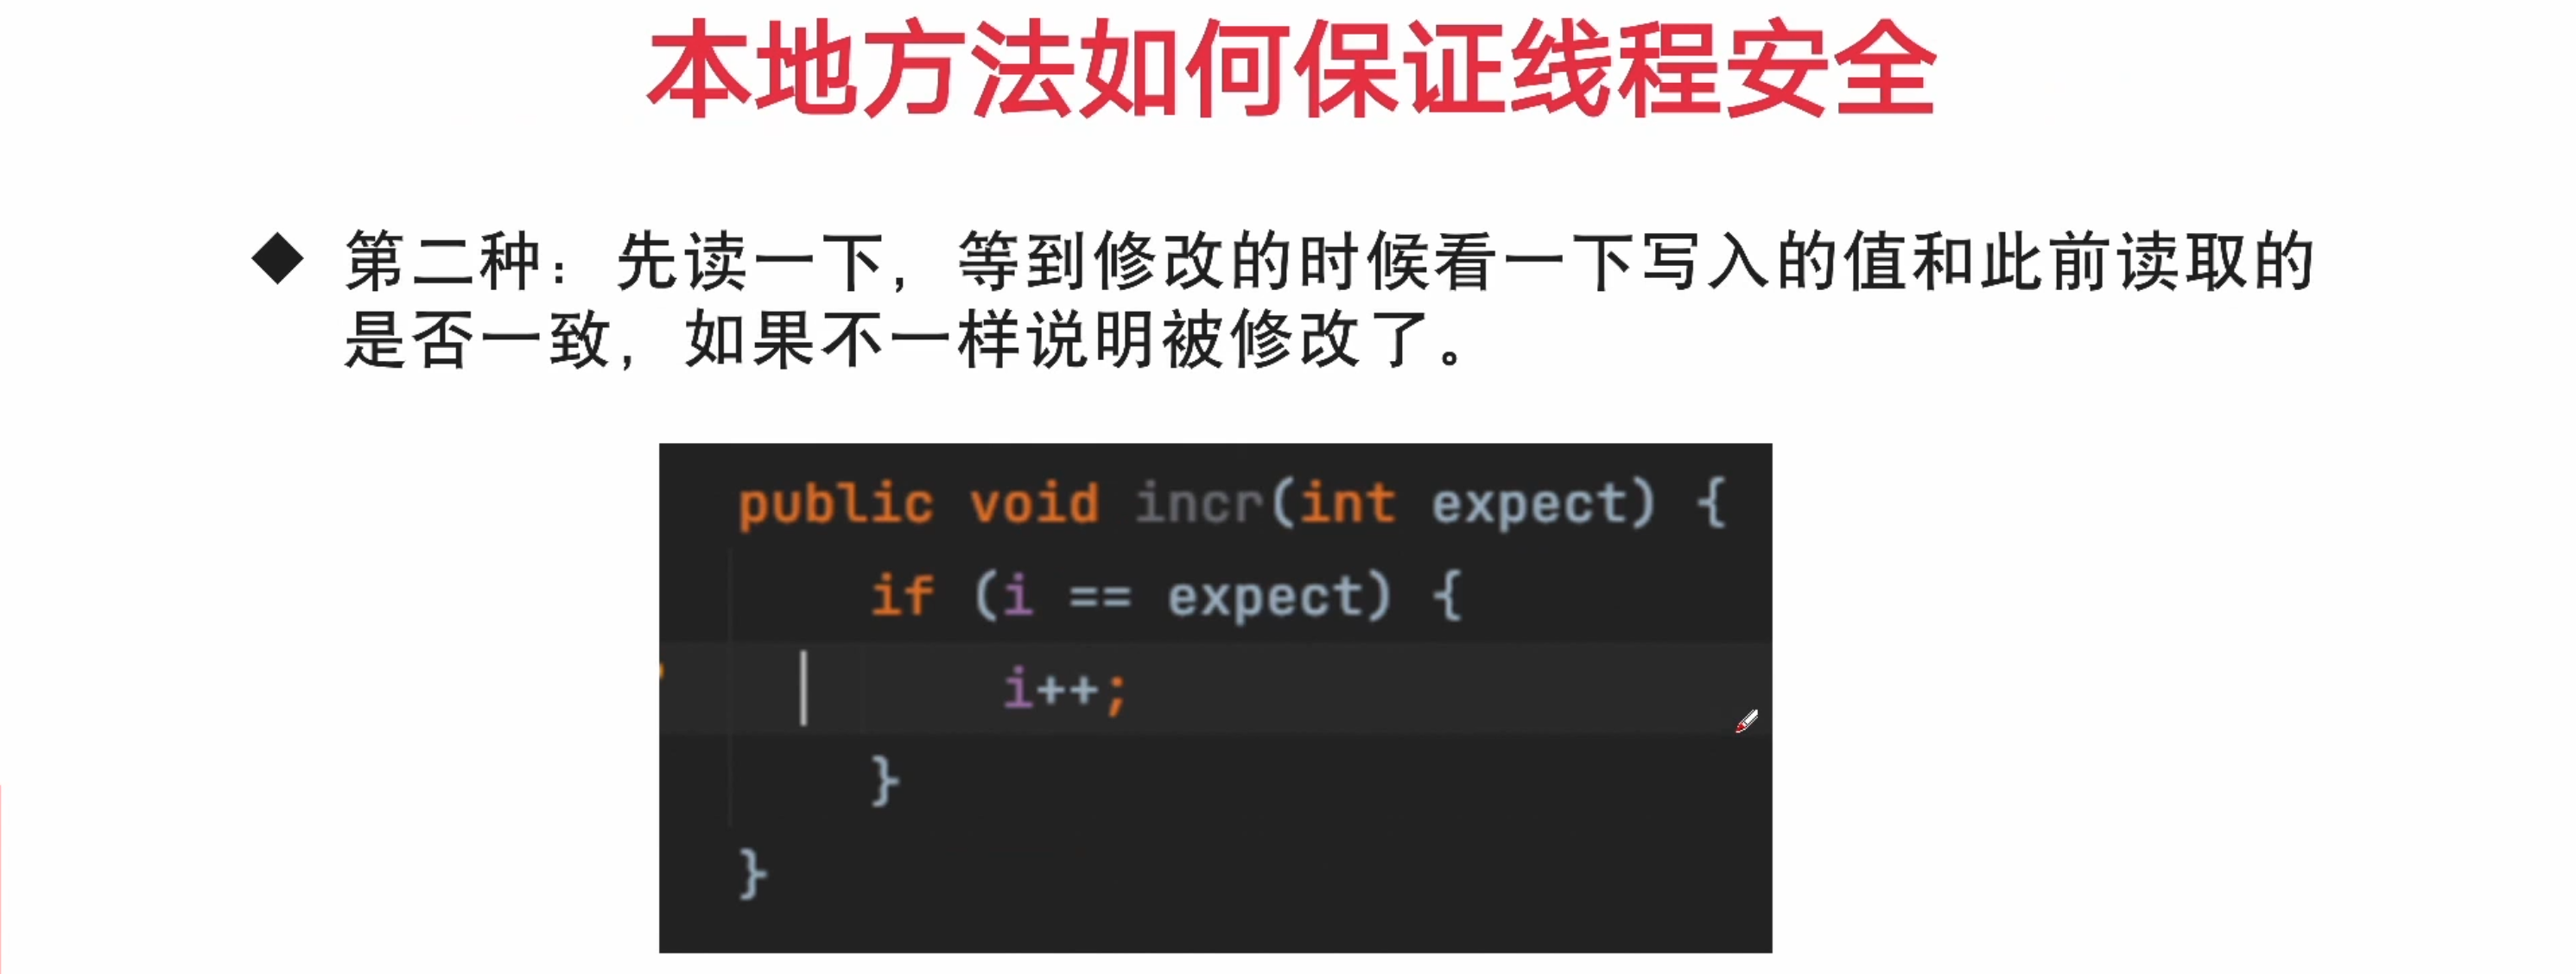 本地方法如何保证线程安全
◆ 第二种：先读一下，等到修改的时候看一下写入的值和此前读取的
是否一致，如果不一样说明被修改了。
public void incr(int expect) {
if (i == expect) {
i++;
}
}